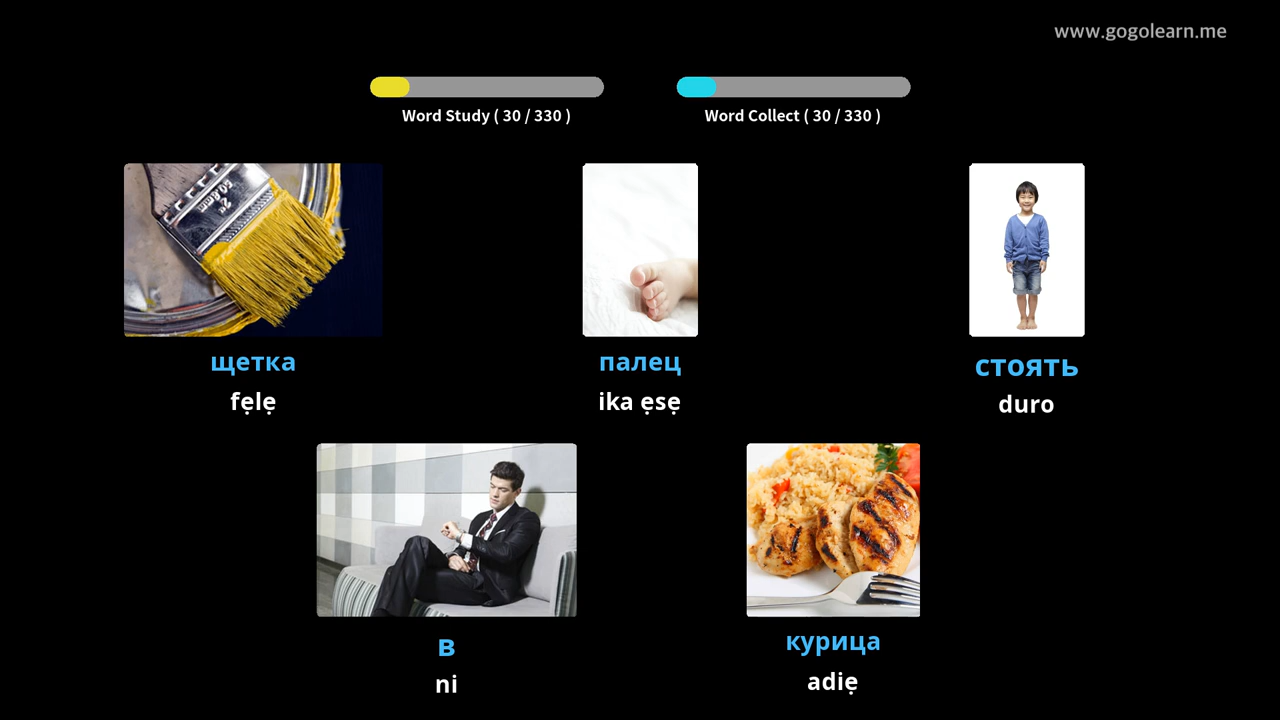 www.gogolearn.me
Word Study ( 30 / 330 )
Word Collect ( 30 / 330 )
щетка
fẹlẹ
палец
ika ẹsẹ
стоять
duro
в
ni
курица
adiẹ